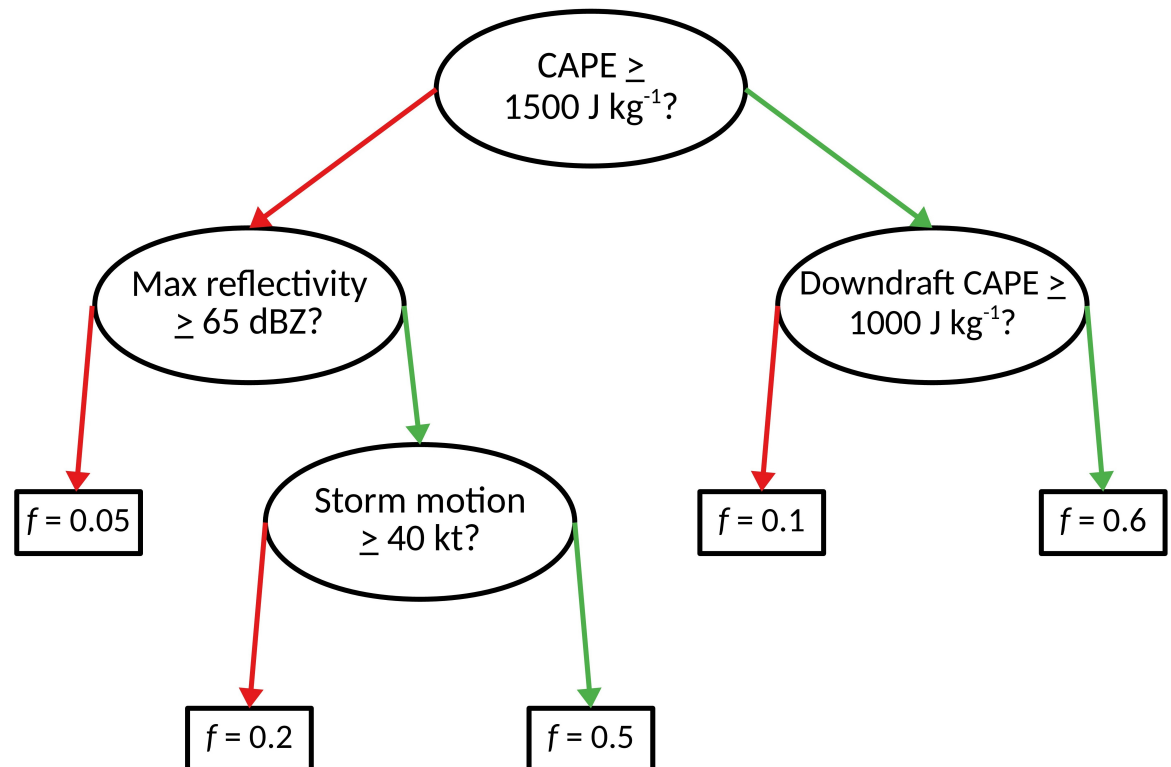 CAPE ≥
1500 J kg⁻¹?
Max reflectivity
≥ 65 dBZ?
Downdraft CAPE ≥
1000 J kg⁻¹?
f = 0.05
Storm motion
≥ 40 kt?
f = 0.1
f = 0.6
f = 0.2
f = 0.5